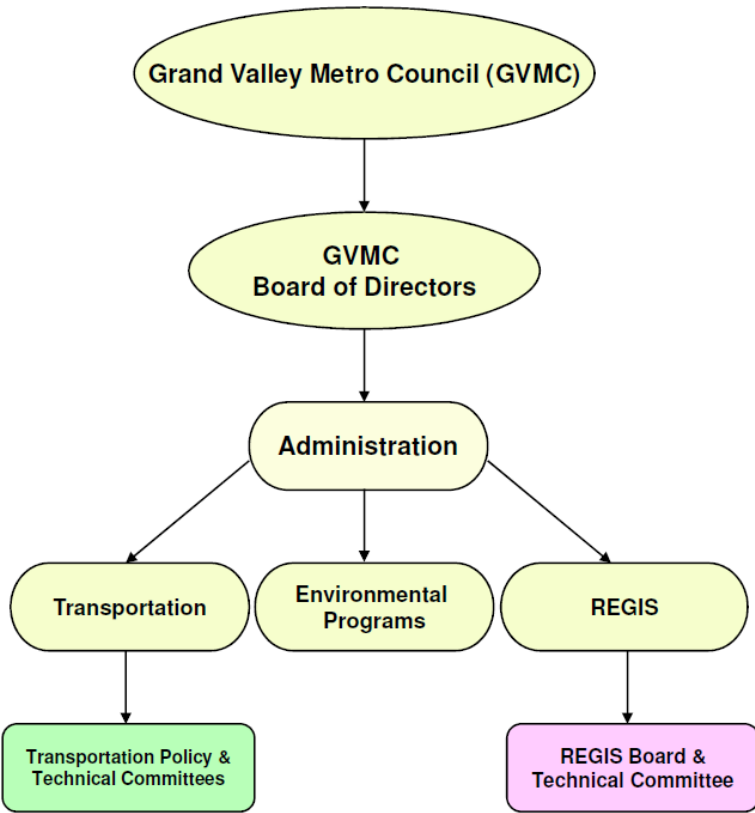 Grand Valley Metro Council (GVMC)
GVMC
Board of Directors
Administration
Transportation
Environmental
Programs
REGIS
Transportation Policy &
Technical Committees
REGIS Board &
Technical Committee